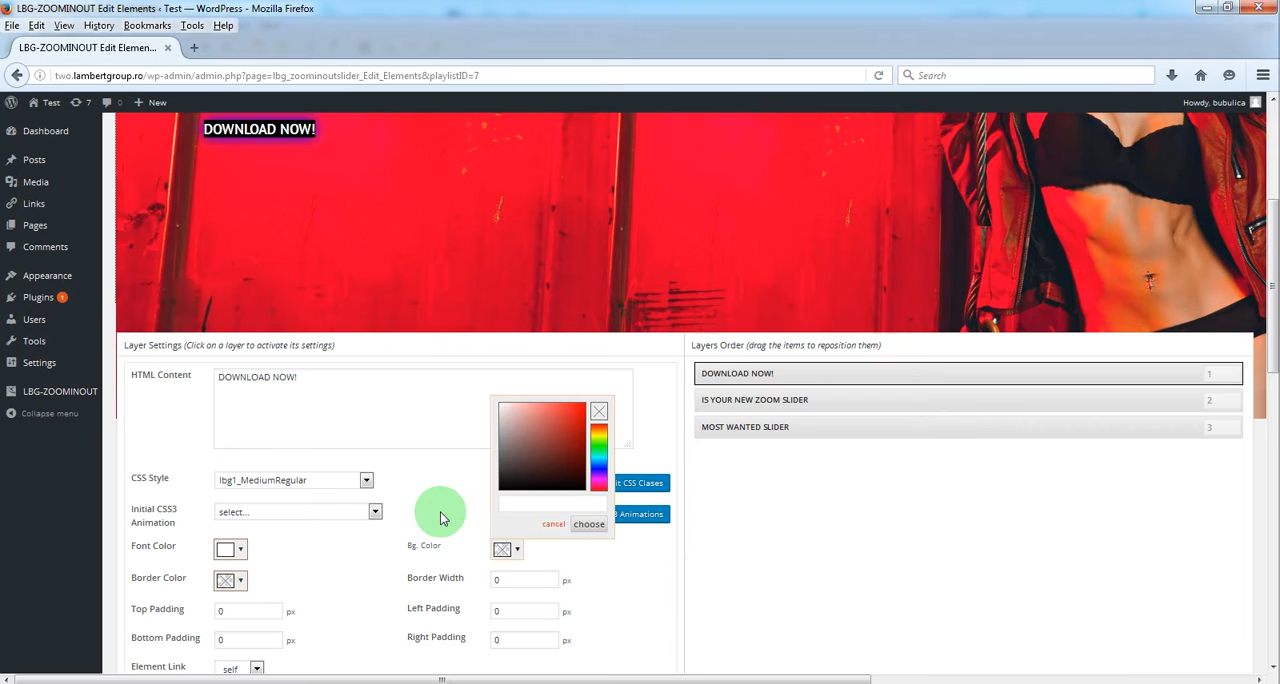 LBG-ZOOMINOUT Edit Elements ‹ Test — WordPress - Mozilla Firefox
File Edit View History Bookmarks Tools Help
LBG-ZOOMINOUT Edit Elemen...
two.lambertgroup.ro/wp-admin/admin.php?page=lbg_zoominoutslider_Edit_Elements&playlistID=7
Search
Test 7 0 New
Howdy, bubulica
Dashboard
Posts
Media
Links
Pages
Comments
Appearance
Plugins 1
Users
Tools
Settings
LBG-ZOOMINOUT
Collapse menu
DOWNLOAD NOW!
Layer Settings (Click on a layer to activate its settings)
HTML Content
DOWNLOAD NOW!
CSS Style
lbg1_MediumRegular
it CSS Clases
Initial CSS3
Animation
select...
3 Animations
cancel
choose
Font Color
Bg. Color
Border Color
Border Width
0 px
Top Padding
0 px
Left Padding
0 px
Bottom Padding
0 px
Right Padding
0 px
Element Link
self
Layers Order (drag the items to reposition them)
DOWNLOAD NOW! 1
IS YOUR NEW ZOOM SLIDER 2
MOST WANTED SLIDER 3